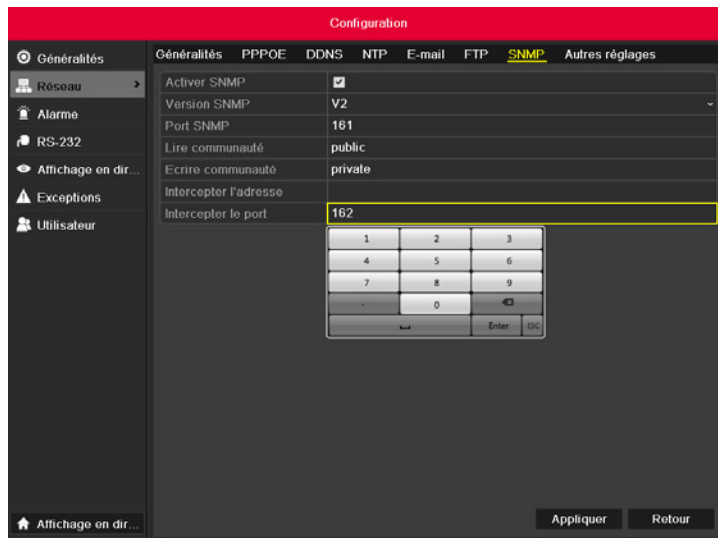 Configuration
Généralités
Réseau >
Alarme
RS-232
Affichage en dir...
Exceptions
Utilisateur
Affichage en dir...
Généralités PPPOE DDNS NTP E-mail FTP SNMP Autres réglages
Activer SNMP
Version SNMP V2
Port SNMP 161
Lire communauté public
Ecrire communauté private
Intercepter l'adresse
Intercepter le port 162
1 2 3
4 5 6
7 8 9
. 0
Enter ESC
Appliquer Retour